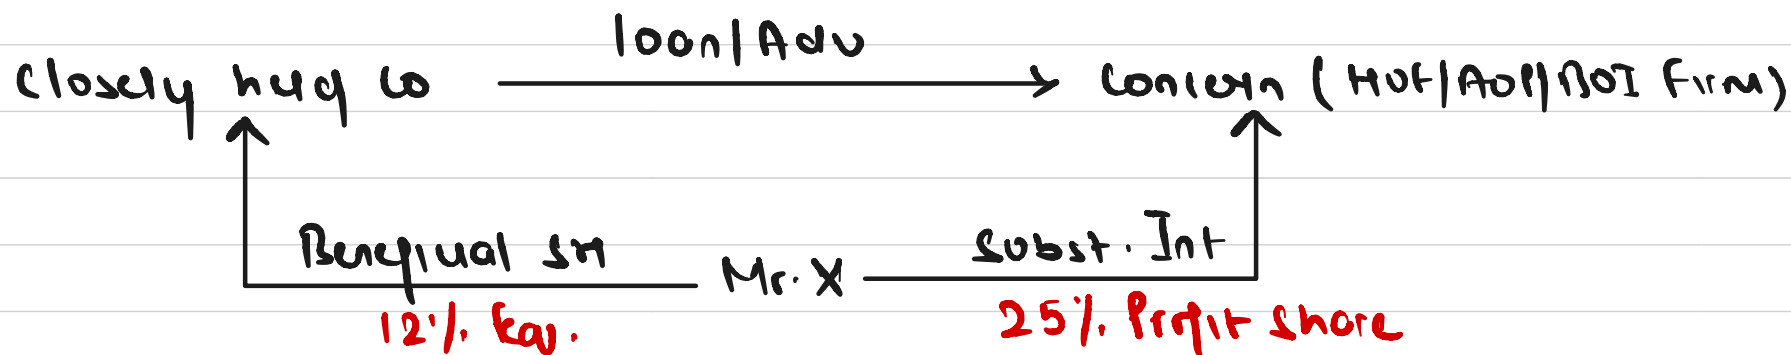 loan/Adv
Closely held Co → Concern (HUF/AOP/BOI Firm)
Beneficial SH Mr. X Subst. Int
12% Eq. 25% Profit share